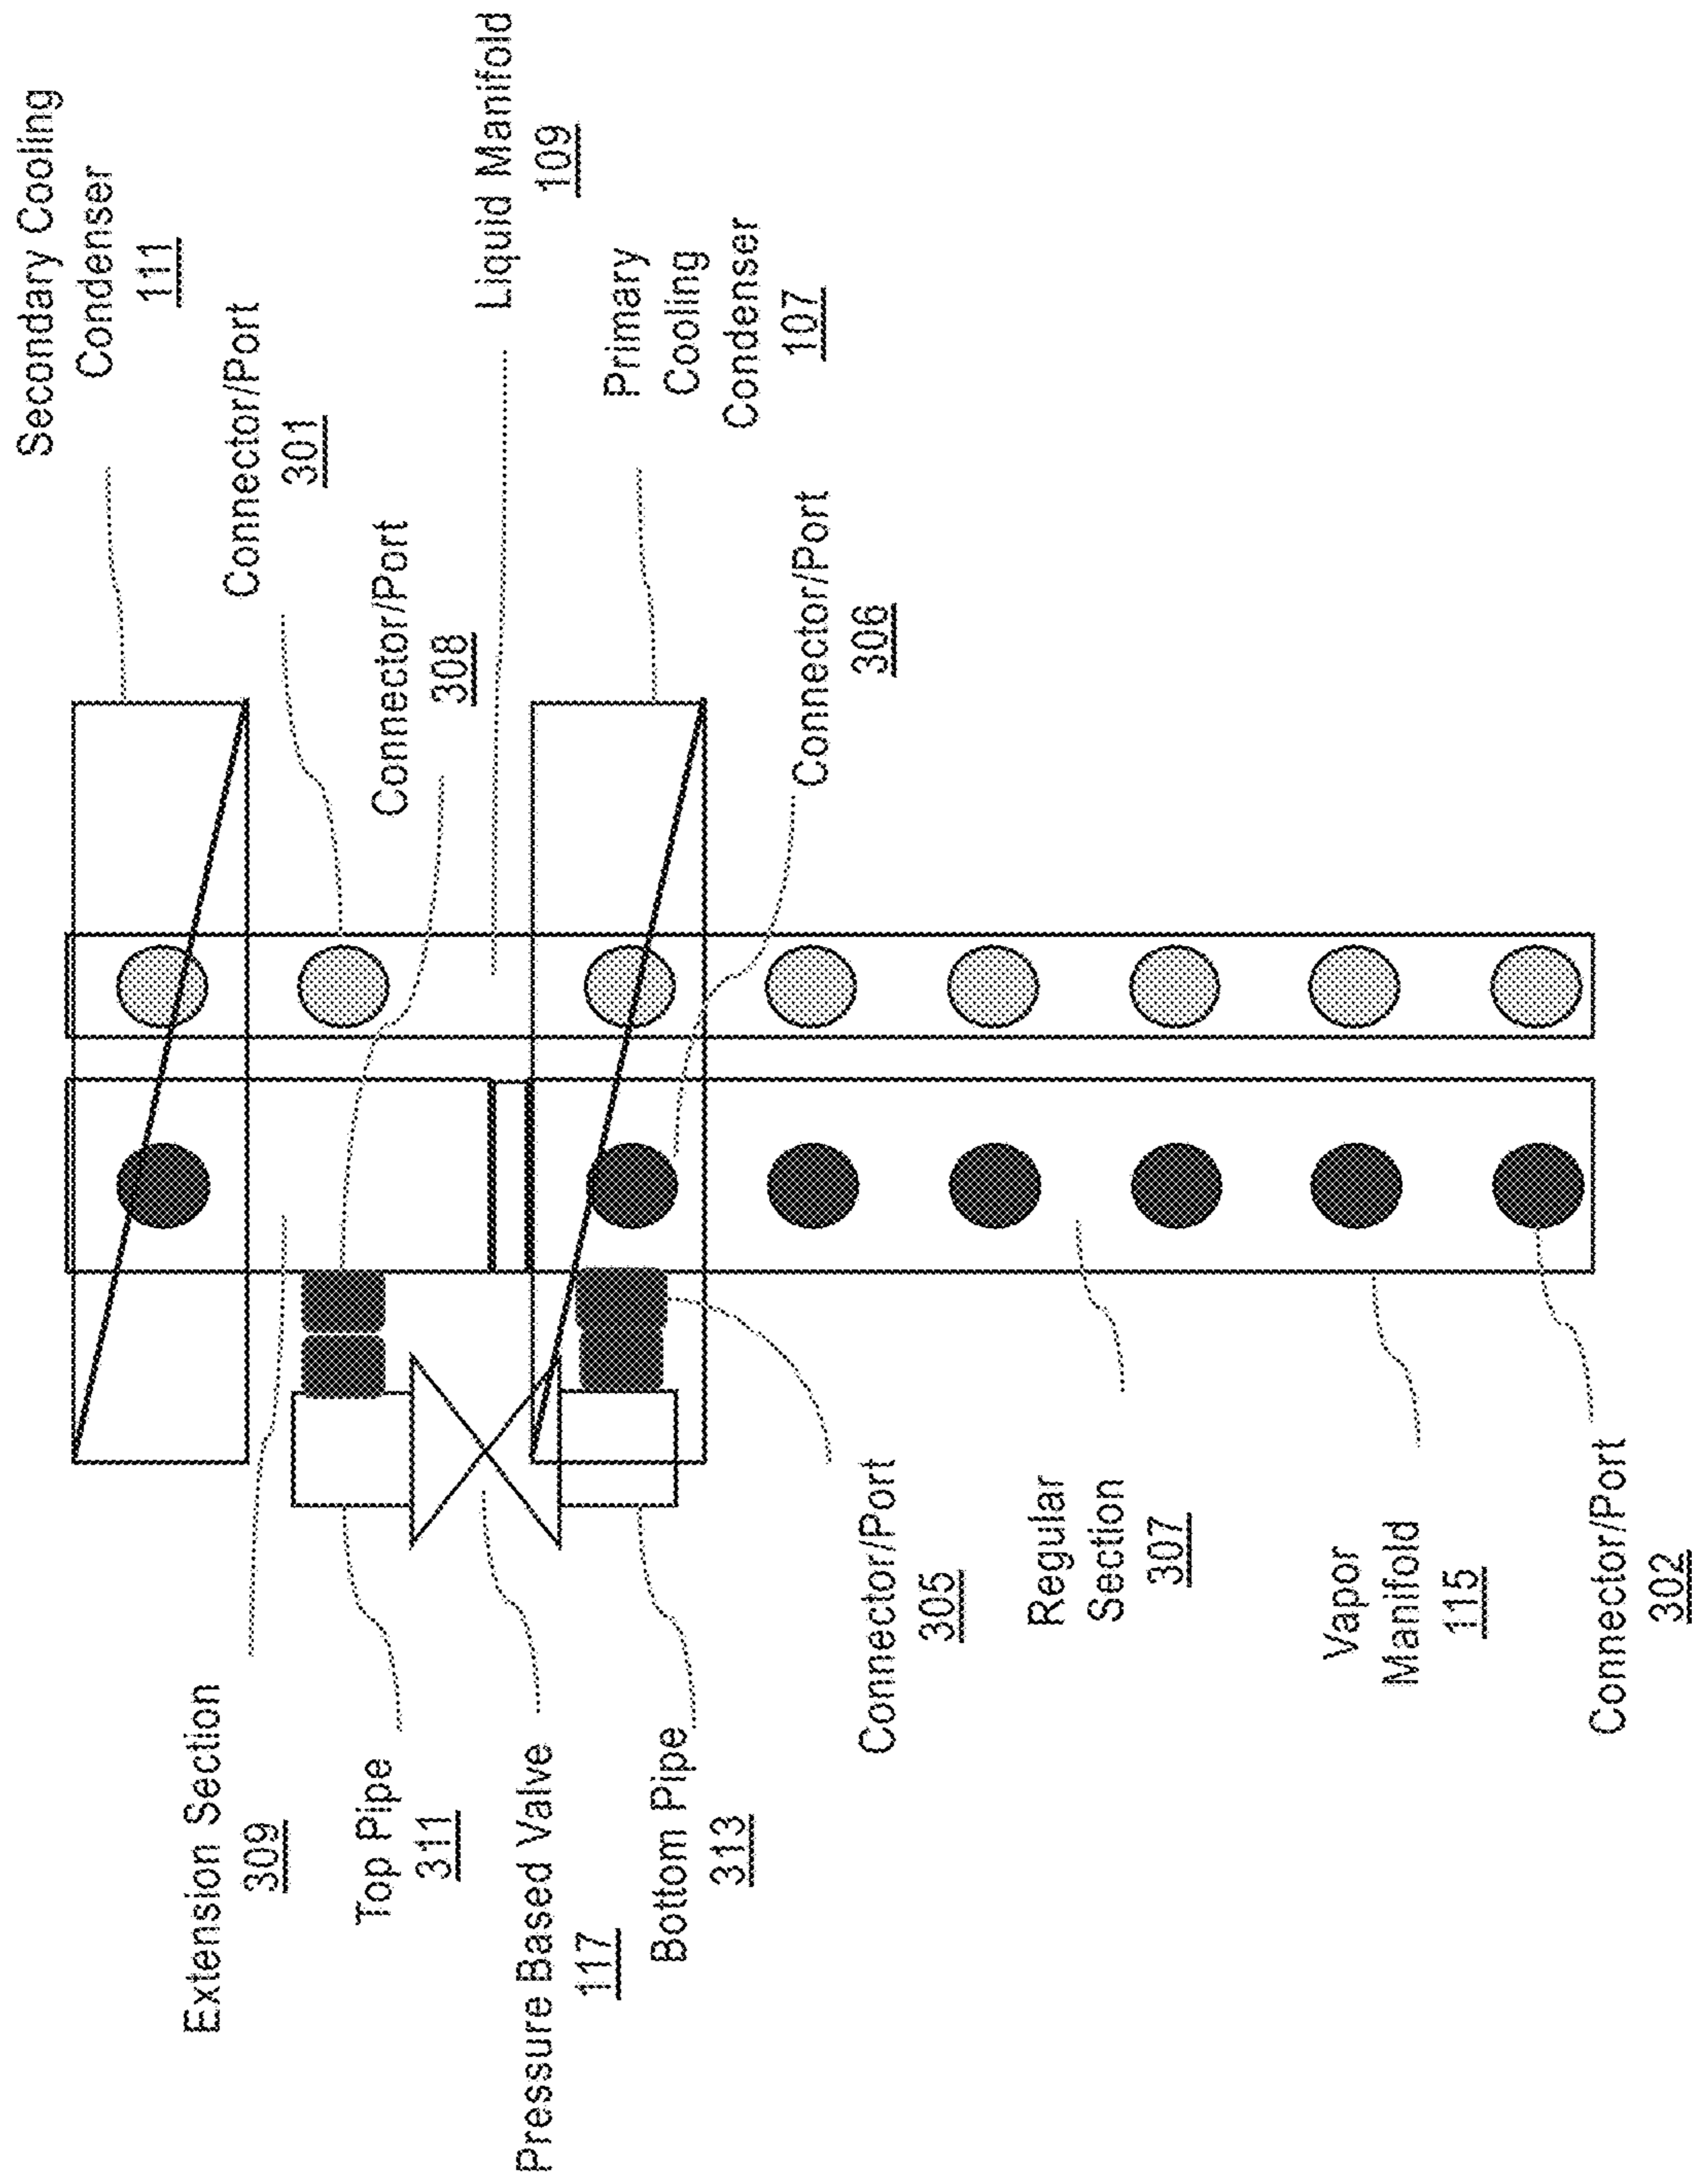 Secondary Cooling
Condenser
111
Connector/Port
301
Connector/Port
308
Liquid Manifold
109
Primary
Cooling
Condenser
107
Connector/Port
306
Extension Section
309
Top Pipe
311
Pressure Based Valve
117
Bottom Pipe
313
Connector/Port
305
Regular
Section
307
Vapor
Manifold
115
Connector/Port
302